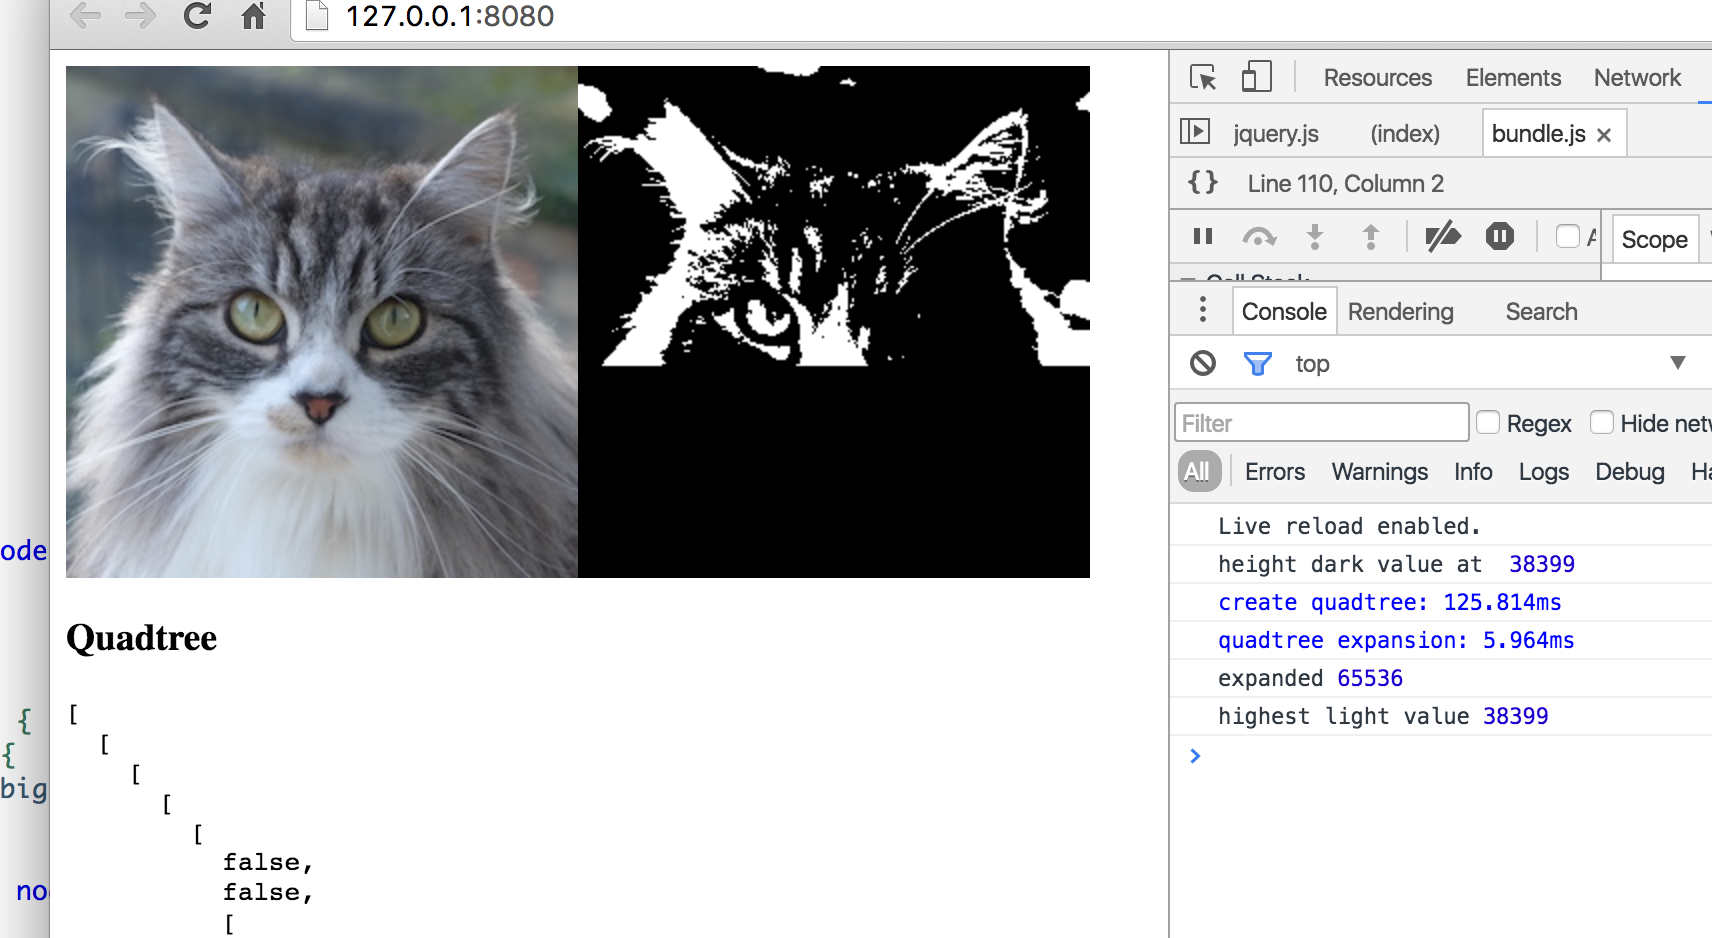 127.0.0.1:8080
Resources Elements Network
jquery.js (index) bundle.js ×
{} Line 110, Column 2
Scope
Call Stack
Console Rendering Search
top
Filter Regex Hide netw
All Errors Warnings Info Logs Debug Ha
Live reload enabled.
height dark value at 38399
create quadtree: 125.814ms
quadtree expansion: 5.964ms
expanded 65536
highest light value 38399
>
ode
{
{
big
no
Quadtree
[
[
[
[
[
false,
false,
[